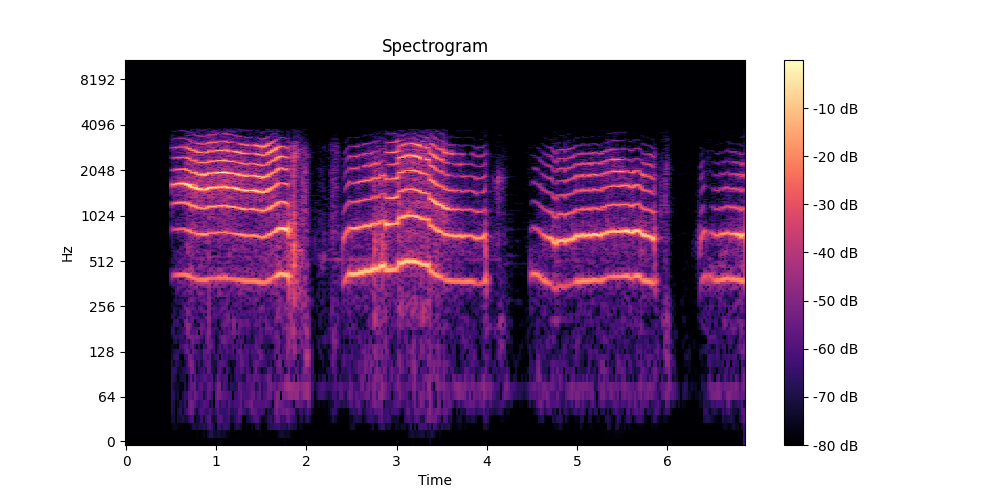 Spectrogram
8192
4096
2048
1024
512
256
128
64
0
Hz
0 1 2 3 4 5 6
Time
-10 dB
-20 dB
-30 dB
-40 dB
-50 dB
-60 dB
-70 dB
-80 dB